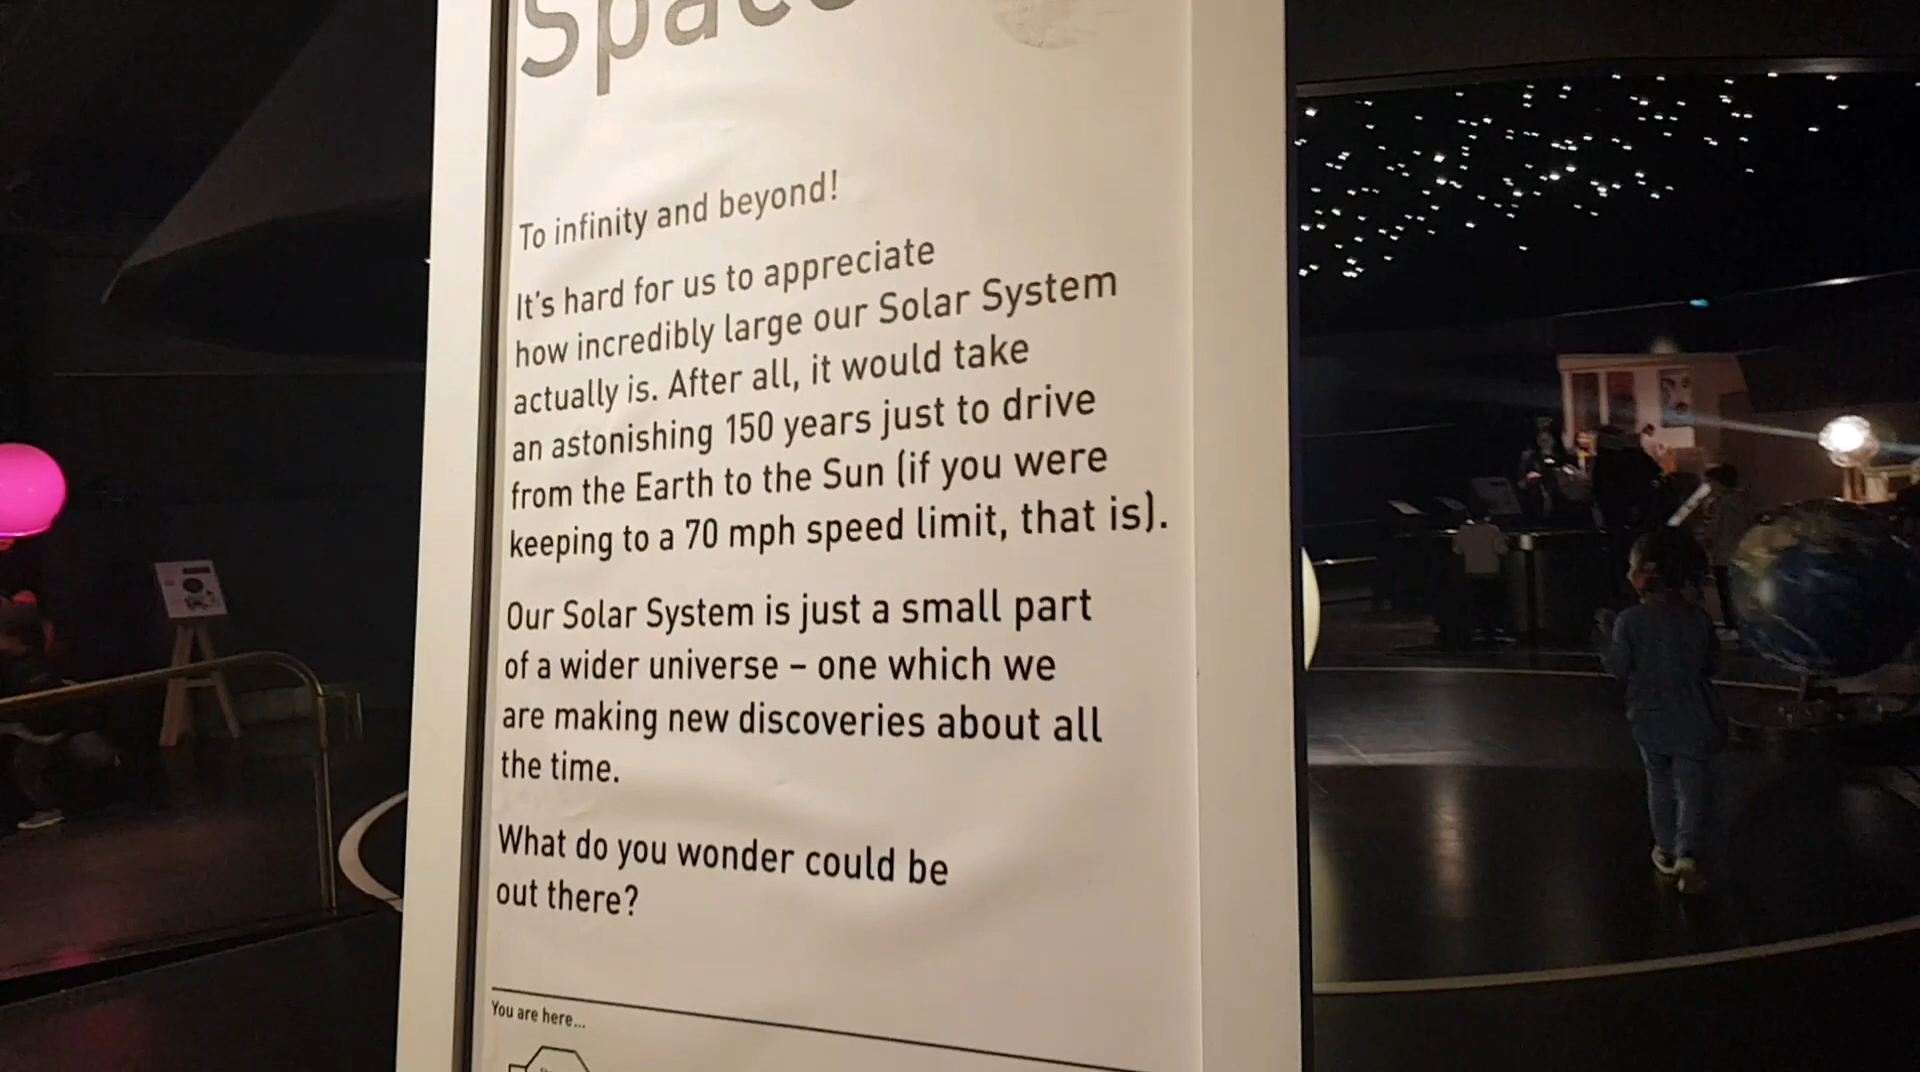 Space
To infinity and beyond!
It's hard for us to appreciate
how incredibly large our Solar System
actually is. After all, it would take
an astonishing 150 years just to drive
from the Earth to the Sun (if you were
keeping to a 70 mph speed limit, that is).
Our Solar System is just a small part
of a wider universe – one which we
are making new discoveries about all
the time.
What do you wonder could be
out there?
You are here...